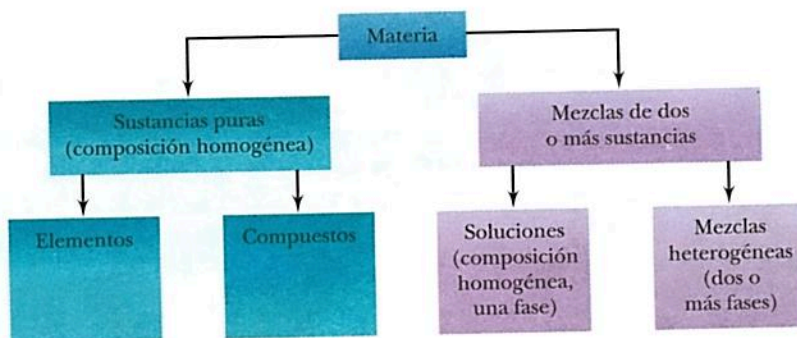 Materia
Sustancias puras
(composición homogénea)
Mezclas de dos
o más sustancias
Elementos
Compuestos
Soluciones
(composición
homogénea,
una fase)
Mezclas
heterogéneas
(dos o
más fases)